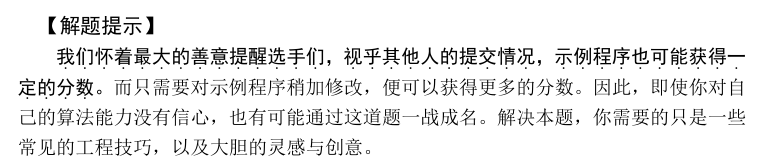 【解题提示】
我们怀着最大的善意提醒选手们，视乎其他人的提交情况，示例程序也可能获得一
定的分数。而只需要对示例程序稍加修改，便可以获得更多的分数。因此，即使你对自
己的算法能力没有信心，也有可能通过这道题一战成名。解决本题，你需要的只是一些
常见的工程技巧，以及大胆的灵感与创意。